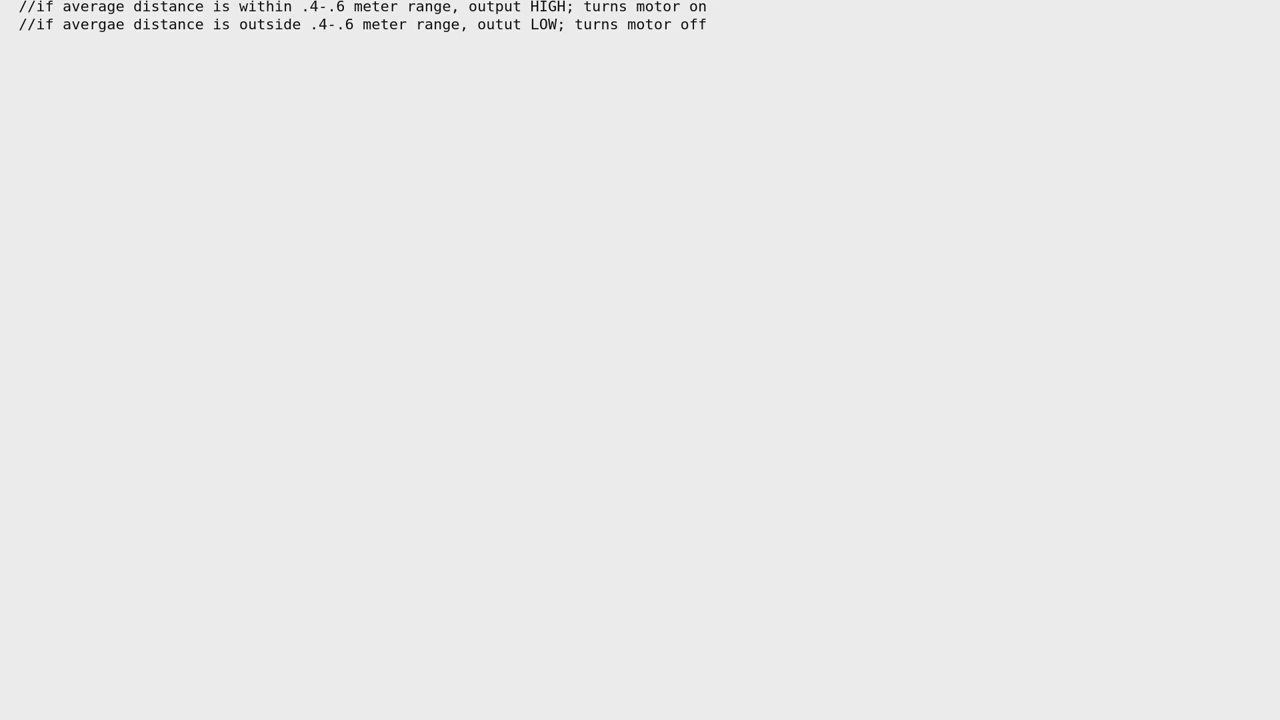 //if average distance is within .4-.6 meter range, output HIGH; turns motor on
//if avergae distance is outside .4-.6 meter range, outut LOW; turns motor off